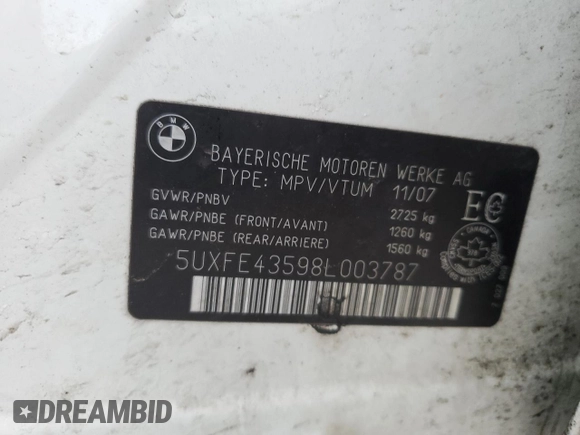 BMW
BAYERISCHE MOTOREN WERKE AG
TYPE: MPV/VTUM 11/07
GVWR/PNBV 2725 kg
GAWR/PNBE (FRONT/AVANT) 1260 kg
GAWR/PNBE (REAR/ARRIERE) 1560 kg
EC
CANADA
5UXFE43598L003787
DREAMBID